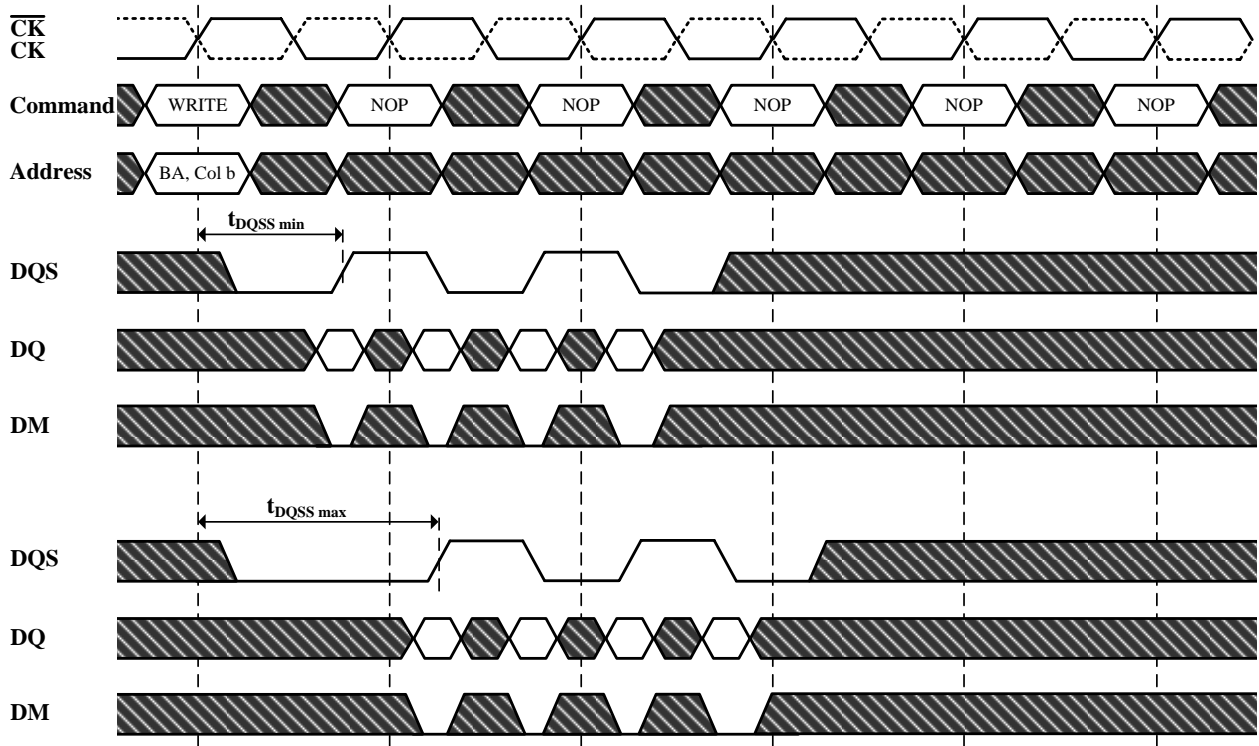 CK
CK
Command WRITE NOP NOP NOP NOP NOP
Address BA, Col b
tDQSS min
DQS
DQ
DM
tDQSS max
DQS
DQ
DM